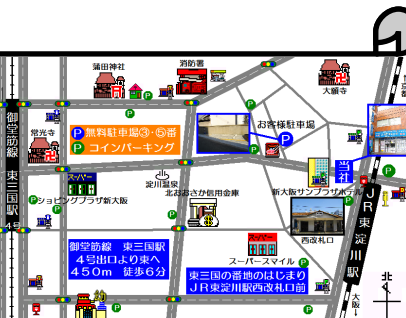 消防署
蒲田神社
大願寺
御堂筋線 東三国駅
常光寺
P 無料駐車場③・⑤番
P コインパーキング
お客様駐車場
P
スーパー
ショッピングプラザ新大阪
淀川温泉
北おおさか信用金庫
当社
新大阪サンプラザホテル
JR東淀川駅
西改札口
御堂筋線 東三国駅
4号出口より東へ
450m 徒歩6分
スーパー
スーパースマイル
東三国の番地のはじまり
JR東淀川駅西改札口前
北
大阪↓